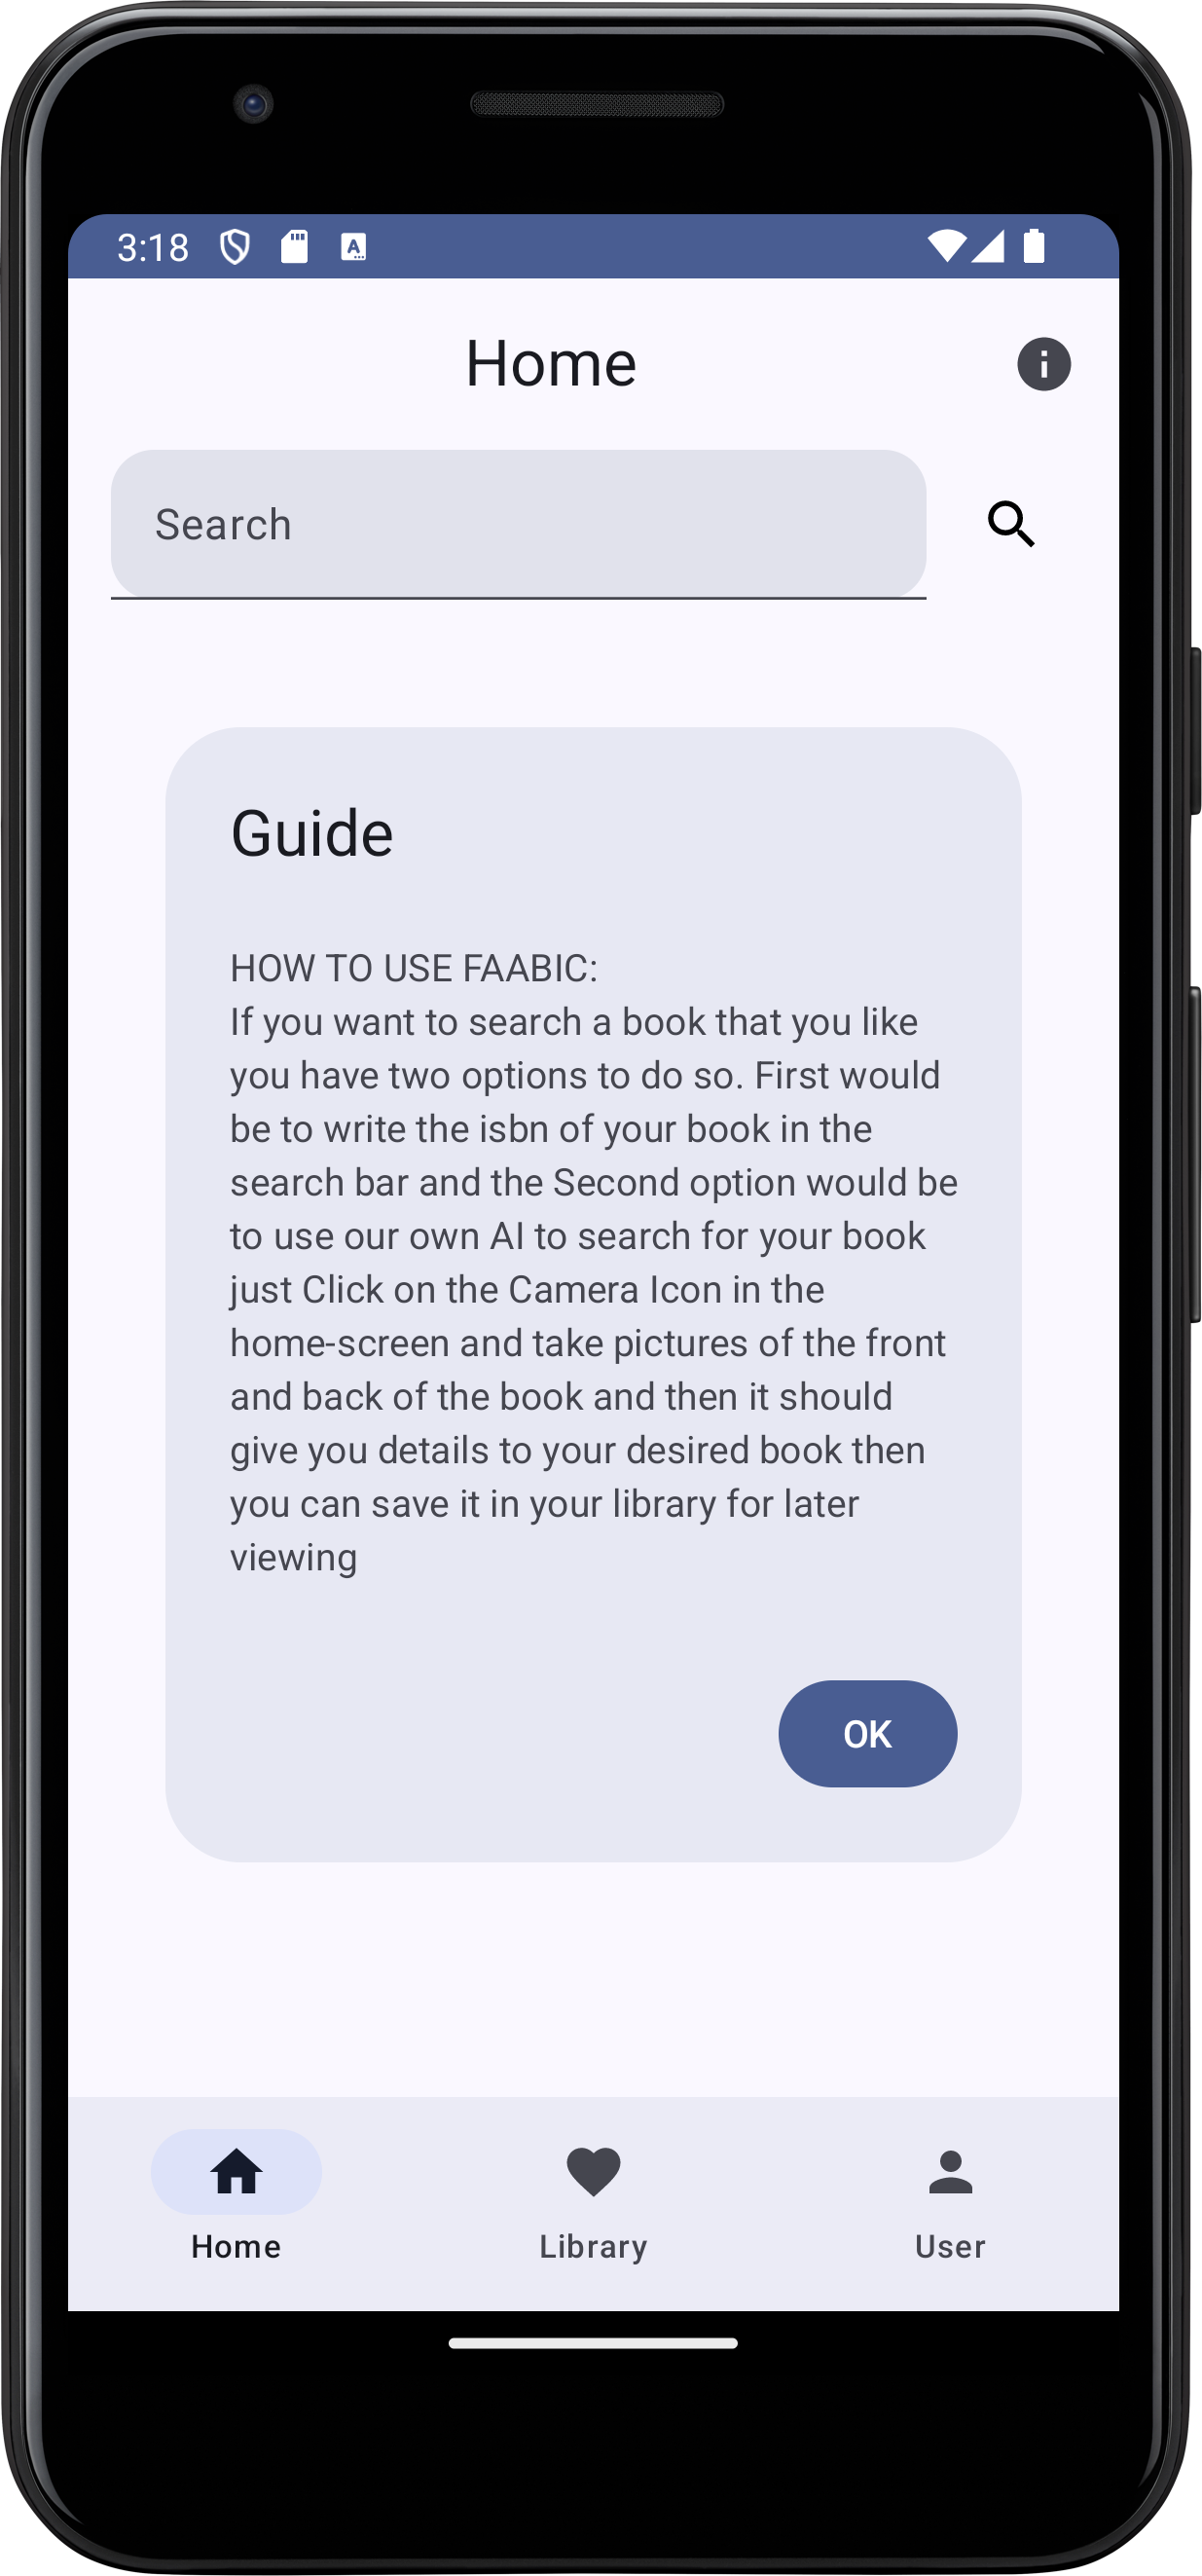 3:18
Home
Search
Guide
HOW TO USE FAABIC:
If you want to search a book that you like
you have two options to do so. First would
be to write the isbn of your book in the
search bar and the Second option would be
to use our own AI to search for your book
just Click on the Camera Icon in the
home-screen and take pictures of the front
and back of the book and then it should
give you details to your desired book then
you can save it in your library for later
viewing
OK
Home Library User